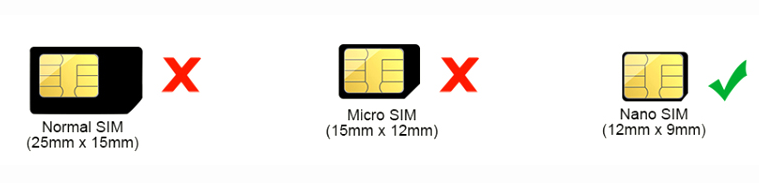 Normal SIM
(25mm x 15mm)
Micro SIM
(15mm x 12mm)
Nano SIM
(12mm x 9mm)